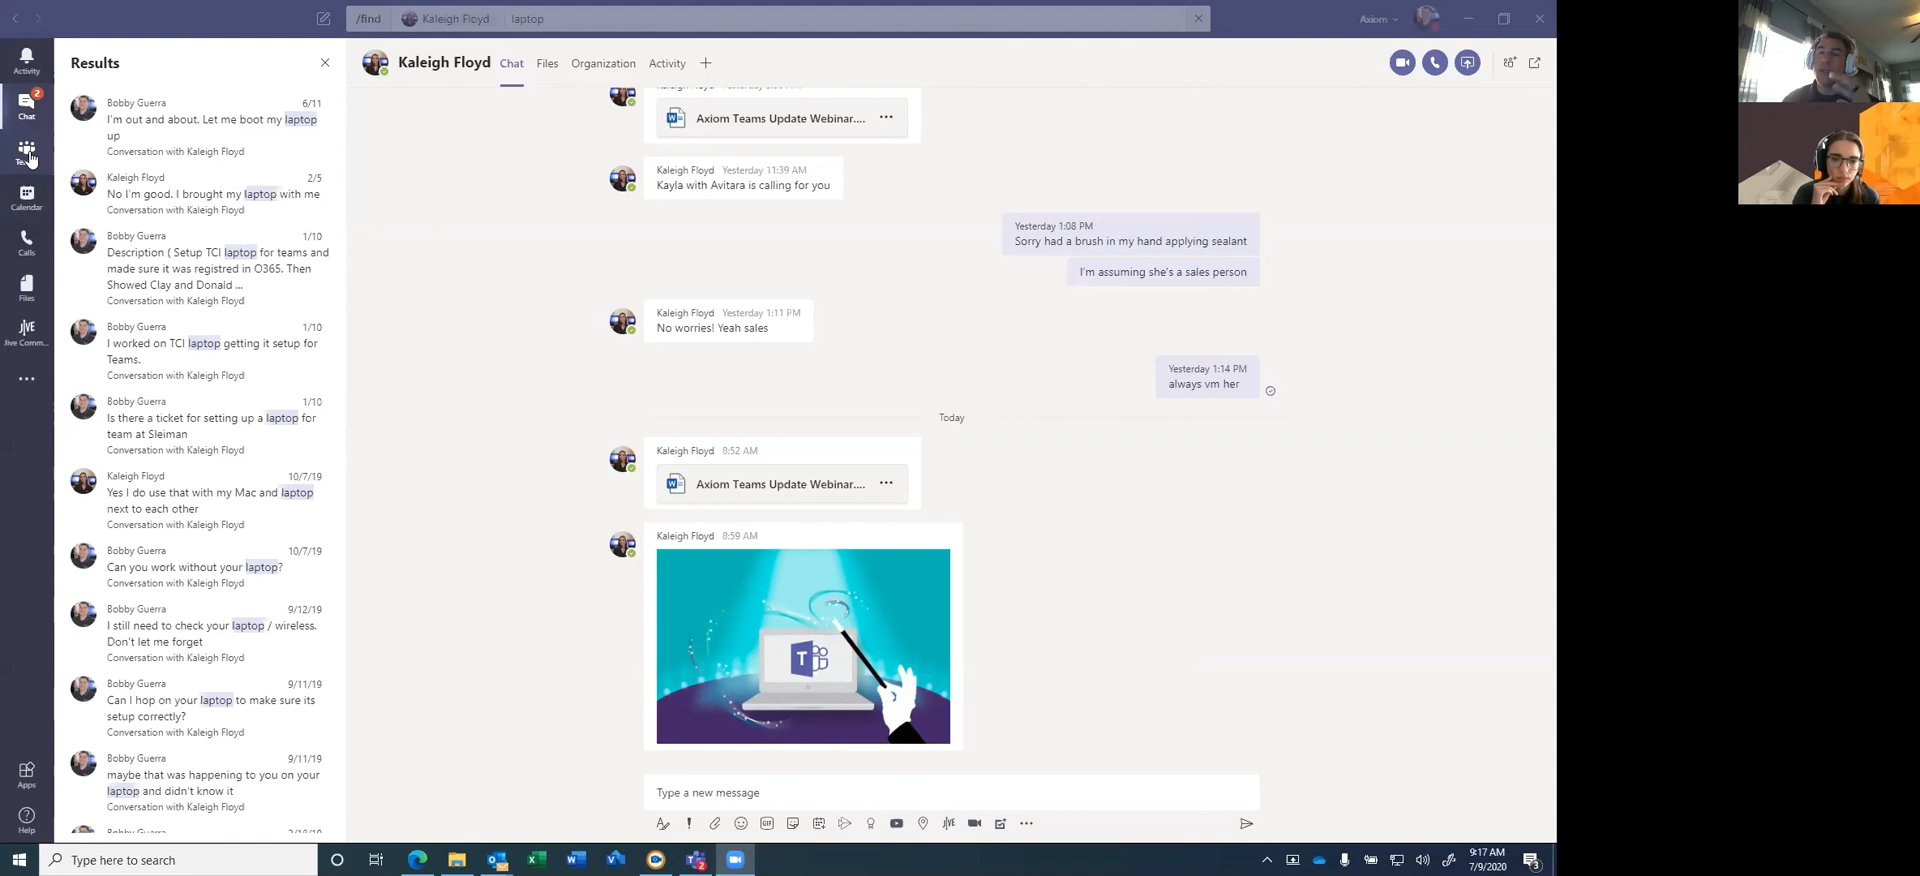 /find Kaleigh Floyd laptop
Axiom
Activity
2
Chat
Calendar
Calls
Files
JIVE
Jive Comm...
Apps
Help
Results
Bobby Guerra 6/11
I'm out and about. Let me boot my laptop
up
Conversation with Kaleigh Floyd
Kaleigh Floyd 2/5
No I'm good. I brought my laptop with me
Conversation with Kaleigh Floyd
Bobby Guerra 1/10
Description ( Setup TCI laptop for teams and
made sure it was registred in O365. Then
Showed Clay and Donald ...
Conversation with Kaleigh Floyd
Bobby Guerra 1/10
I worked on TCI laptop getting it setup for
Teams.
Conversation with Kaleigh Floyd
Bobby Guerra 1/10
Is there a ticket for setting up a laptop for
team at Sleiman
Conversation with Kaleigh Floyd
Kaleigh Floyd 10/7/19
Yes I do use that with my Mac and laptop
next to each other
Conversation with Kaleigh Floyd
Bobby Guerra 10/7/19
Can you work without your laptop?
Conversation with Kaleigh Floyd
Bobby Guerra 9/12/19
I still need to check your laptop / wireless.
Don't let me forget
Conversation with Kaleigh Floyd
Bobby Guerra 9/11/19
Can I hop on your laptop to make sure its
setup correctly?
Conversation with Kaleigh Floyd
Bobby Guerra 9/11/19
maybe that was happening to you on your
laptop and didn't know it
Conversation with Kaleigh Floyd
Kaleigh Floyd Chat Files Organization Activity
Axiom Teams Update Webinar....
Kaleigh Floyd Yesterday 11:39 AM
Kayla with Avitara is calling for you
Yesterday 1:08 PM
Sorry had a brush in my hand applying sealant
I'm assuming she's a sales person
Kaleigh Floyd Yesterday 1:11 PM
No worries! Yeah sales
Yesterday 1:14 PM
always vm her
Today
Kaleigh Floyd 8:52 AM
Axiom Teams Update Webinar....
Kaleigh Floyd 8:59 AM
T
Type a new message
GIF
JIVE
Type here to search
9:17 AM
7/9/2020